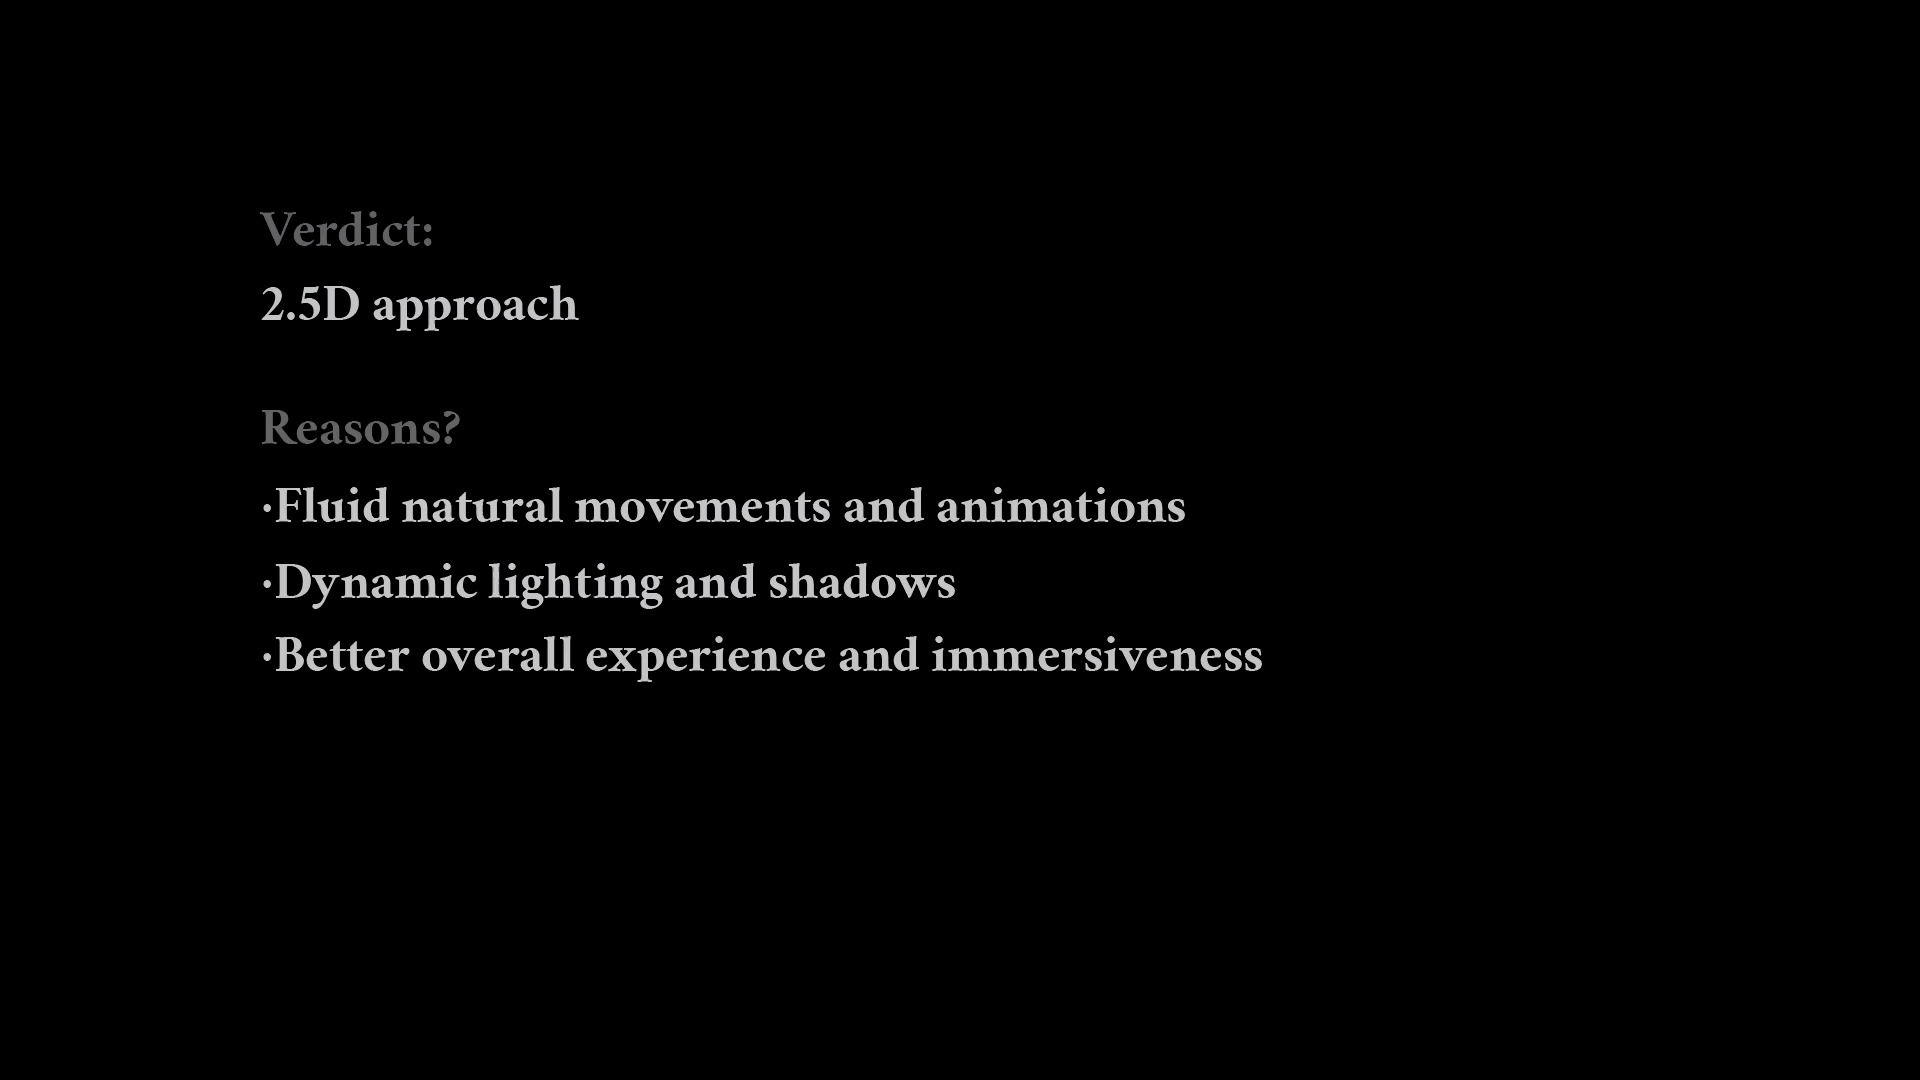 Verdict:
2.5D approach
Reasons?
·Fluid natural movements and animations
·Dynamic lighting and shadows
·Better overall experience and immersiveness